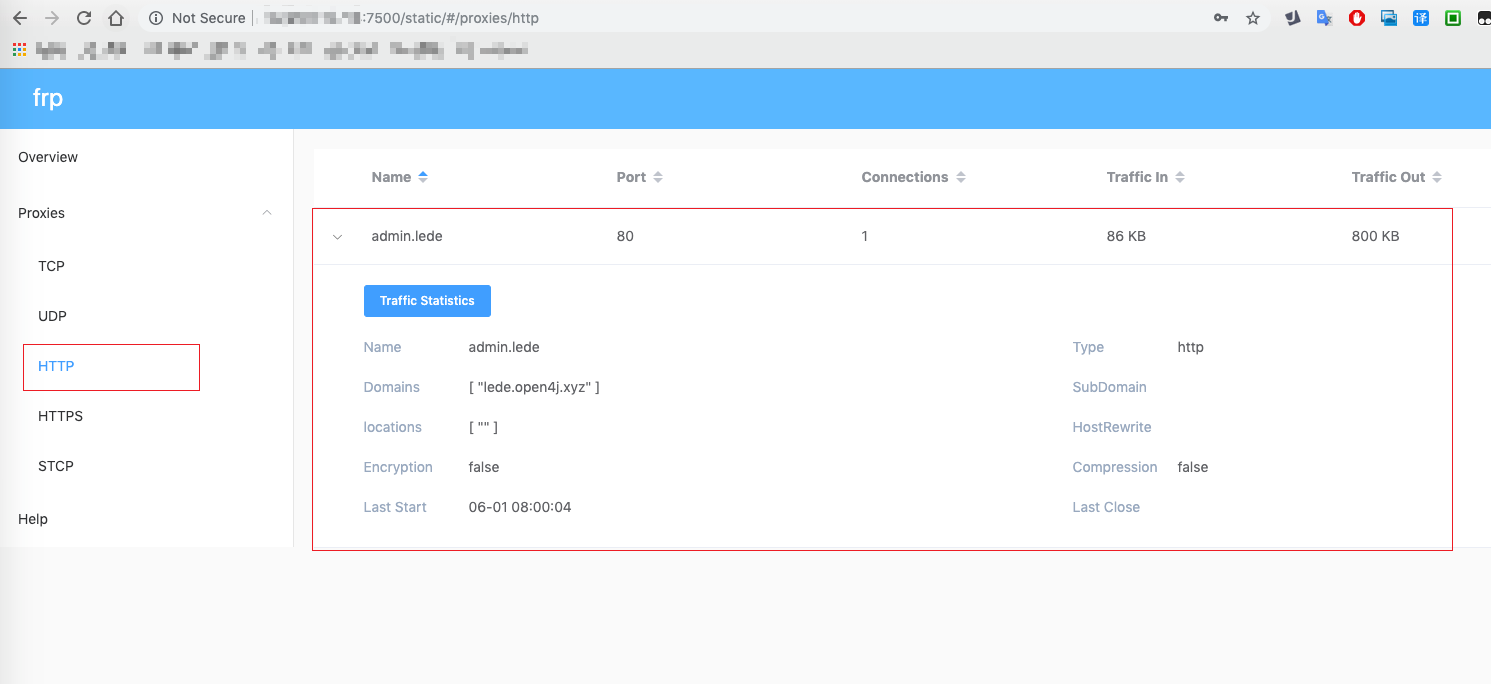 Not Secure :7500/static/#/proxies/http
译
frp
Overview
Proxies
TCP
UDP
HTTP
HTTPS
STCP
Help
Name Port Connections Traffic In Traffic Out
admin.lede 80 1 86 KB 800 KB
Traffic Statistics
Name admin.lede Type http
Domains [ "lede.open4j.xyz" ] SubDomain
locations [ "" ] HostRewrite
Encryption false Compression false
Last Start 06-01 08:00:04 Last Close